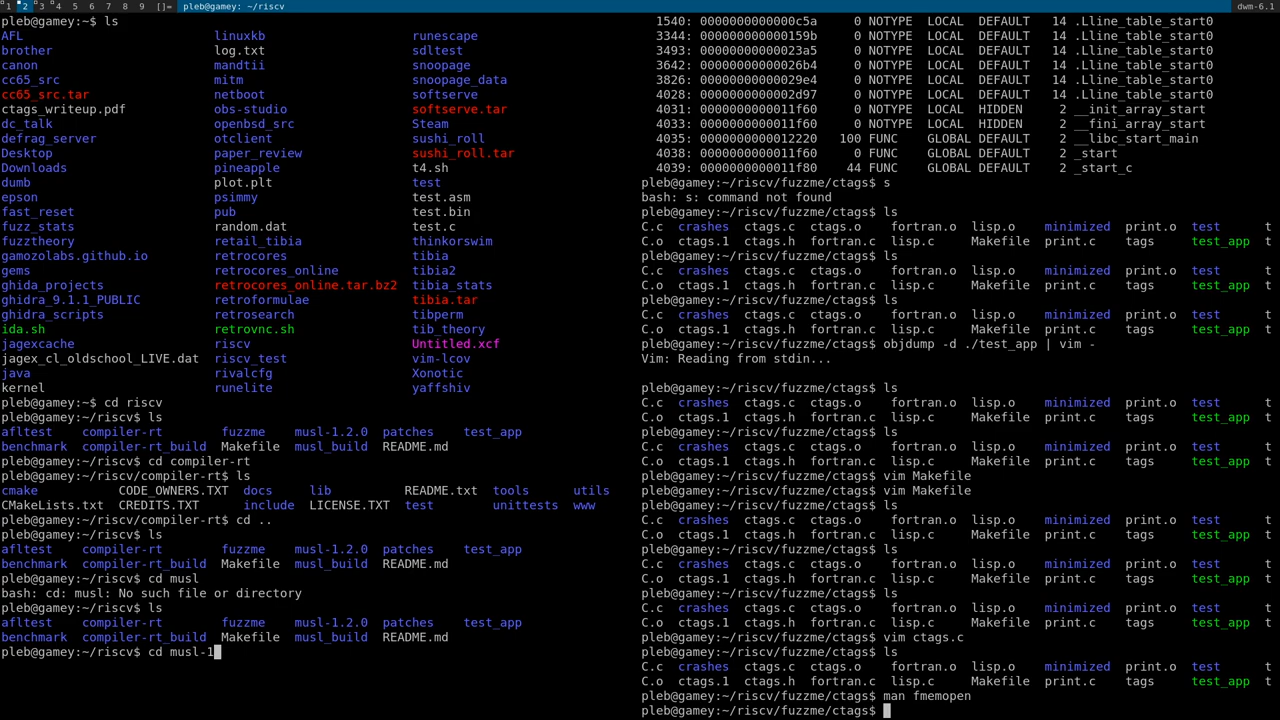 1 2 3 4 5 6 7 8 9 []= pleb@gamey: ~/riscv dwm-6.1
pleb@gamey:~$ ls
AFL linuxkb runescape
brother log.txt sdltest
canon mandtii snoopage
cc65_src mitm snoopage_data
cc65_src.tar netboot softserve
ctags_writeup.pdf obs-studio softserve.tar
dc_talk openbsd_src Steam
defrag_server otclient sushi_roll
Desktop paper_review sushi_roll.tar
Downloads pineapple t4.sh
dumb plot.plt test
epson psimmy test.asm
fast_reset pub test.bin
fuzz_stats random.dat test.c
fuzztheory retail_tibia thinkorswim
gamozolabs.github.io retrocores tibia
gems retrocores_online tibia2
ghida_projects retrocores_online.tar.bz2 tibia_stats
ghidra_9.1.1_PUBLIC retroformulae tibia.tar
ghidra_scripts retrosearch tibperm
ida.sh retrovnc.sh tib_theory
jagexcache riscv Untitled.xcf
jagex_cl_oldschool_LIVE.dat riscv_test vim-lcov
java rivalcfg Xonotic
kernel runelite yaffshiv
pleb@gamey:~$ cd riscv
pleb@gamey:~/riscv$ ls
afltest compiler-rt fuzzme musl-1.2.0 patches test_app
benchmark compiler-rt_build Makefile musl_build README.md
pleb@gamey:~/riscv$ cd compiler-rt
pleb@gamey:~/riscv/compiler-rt$ ls
cmake CODE_OWNERS.TXT docs lib README.txt tools utils
CMakeLists.txt CREDITS.TXT include LICENSE.TXT test unittests www
pleb@gamey:~/riscv/compiler-rt$ cd ..
pleb@gamey:~/riscv$ ls
afltest compiler-rt fuzzme musl-1.2.0 patches test_app
benchmark compiler-rt_build Makefile musl_build README.md
pleb@gamey:~/riscv$ cd musl
bash: cd: musl: No such file or directory
pleb@gamey:~/riscv$ ls
afltest compiler-rt fuzzme musl-1.2.0 patches test_app
benchmark compiler-rt_build Makefile musl_build README.md
pleb@gamey:~/riscv$ cd musl-1
1540: 0000000000000c5a 0 NOTYPE LOCAL DEFAULT 14 .Lline_table_start0
3344: 000000000000159b 0 NOTYPE LOCAL DEFAULT 14 .Lline_table_start0
3493: 00000000000023a5 0 NOTYPE LOCAL DEFAULT 14 .Lline_table_start0
3642: 00000000000026b4 0 NOTYPE LOCAL DEFAULT 14 .Lline_table_start0
3826: 00000000000029e4 0 NOTYPE LOCAL DEFAULT 14 .Lline_table_start0
4028: 0000000000002d97 0 NOTYPE LOCAL DEFAULT 14 .Lline_table_start0
4031: 0000000000011f60 0 NOTYPE LOCAL HIDDEN 2 __init_array_start
4033: 0000000000011f60 0 NOTYPE LOCAL HIDDEN 2 __fini_array_start
4035: 0000000000012220 100 FUNC GLOBAL DEFAULT 2 __libc_start_main
4038: 0000000000011f60 0 FUNC GLOBAL DEFAULT 2 _start
4039: 0000000000011f80 44 FUNC GLOBAL DEFAULT 2 _start_c
pleb@gamey:~/riscv/fuzzme/ctags$ s
bash: s: command not found
pleb@gamey:~/riscv/fuzzme/ctags$ ls
C.c crashes ctags.c ctags.o fortran.o lisp.o minimized print.o test t
C.o ctags.1 ctags.h fortran.c lisp.c Makefile print.c tags test_app
pleb@gamey:~/riscv/fuzzme/ctags$ ls
C.c crashes ctags.c ctags.o fortran.o lisp.o minimized print.o test t
C.o ctags.1 ctags.h fortran.c lisp.c Makefile print.c tags test_app
pleb@gamey:~/riscv/fuzzme/ctags$ ls
C.c crashes ctags.c ctags.o fortran.o lisp.o minimized print.o test t
C.o ctags.1 ctags.h fortran.c lisp.c Makefile print.c tags test_app
pleb@gamey:~/riscv/fuzzme/ctags$ objdump -d ./test_app | vim -
Vim: Reading from stdin...
pleb@gamey:~/riscv/fuzzme/ctags$ ls
C.c crashes ctags.c ctags.o fortran.o lisp.o minimized print.o test t
C.o ctags.1 ctags.h fortran.c lisp.c Makefile print.c tags test_app
pleb@gamey:~/riscv/fuzzme/ctags$ ls
C.c crashes ctags.c ctags.o fortran.o lisp.o minimized print.o test t
C.o ctags.1 ctags.h fortran.c lisp.c Makefile print.c tags test_app
pleb@gamey:~/riscv/fuzzme/ctags$ vim Makefile
pleb@gamey:~/riscv/fuzzme/ctags$ vim Makefile
pleb@gamey:~/riscv/fuzzme/ctags$ ls
C.c crashes ctags.c ctags.o fortran.o lisp.o minimized print.o test t
C.o ctags.1 ctags.h fortran.c lisp.c Makefile print.c tags test_app
pleb@gamey:~/riscv/fuzzme/ctags$ ls
C.c crashes ctags.c ctags.o fortran.o lisp.o minimized print.o test t
C.o ctags.1 ctags.h fortran.c lisp.c Makefile print.c tags test_app
pleb@gamey:~/riscv/fuzzme/ctags$ ls
C.c crashes ctags.c ctags.o fortran.o lisp.o minimized print.o test t
C.o ctags.1 ctags.h fortran.c lisp.c Makefile print.c tags test_app
pleb@gamey:~/riscv/fuzzme/ctags$ vim ctags.c
pleb@gamey:~/riscv/fuzzme/ctags$ ls
C.c crashes ctags.c ctags.o fortran.o lisp.o minimized print.o test t
C.o ctags.1 ctags.h fortran.c lisp.c Makefile print.c tags test_app
pleb@gamey:~/riscv/fuzzme/ctags$ man fmemopen
pleb@gamey:~/riscv/fuzzme/ctags$